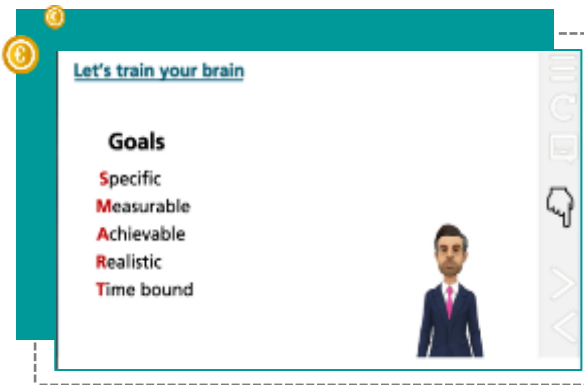 Let's train your brain
Goals
Specific
Measurable
Achievable
Realistic
Time bound